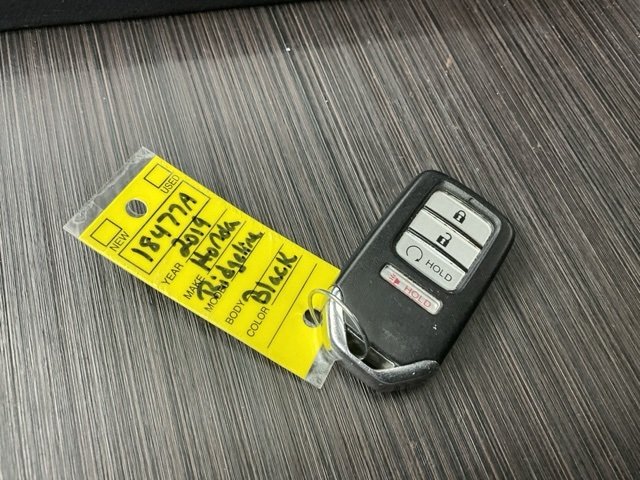 NEW
USED
18477A
YEAR 2019
MAKE Honda
MODEL Ridgeline
BODY
COLOR Black
HOLD
HOLD